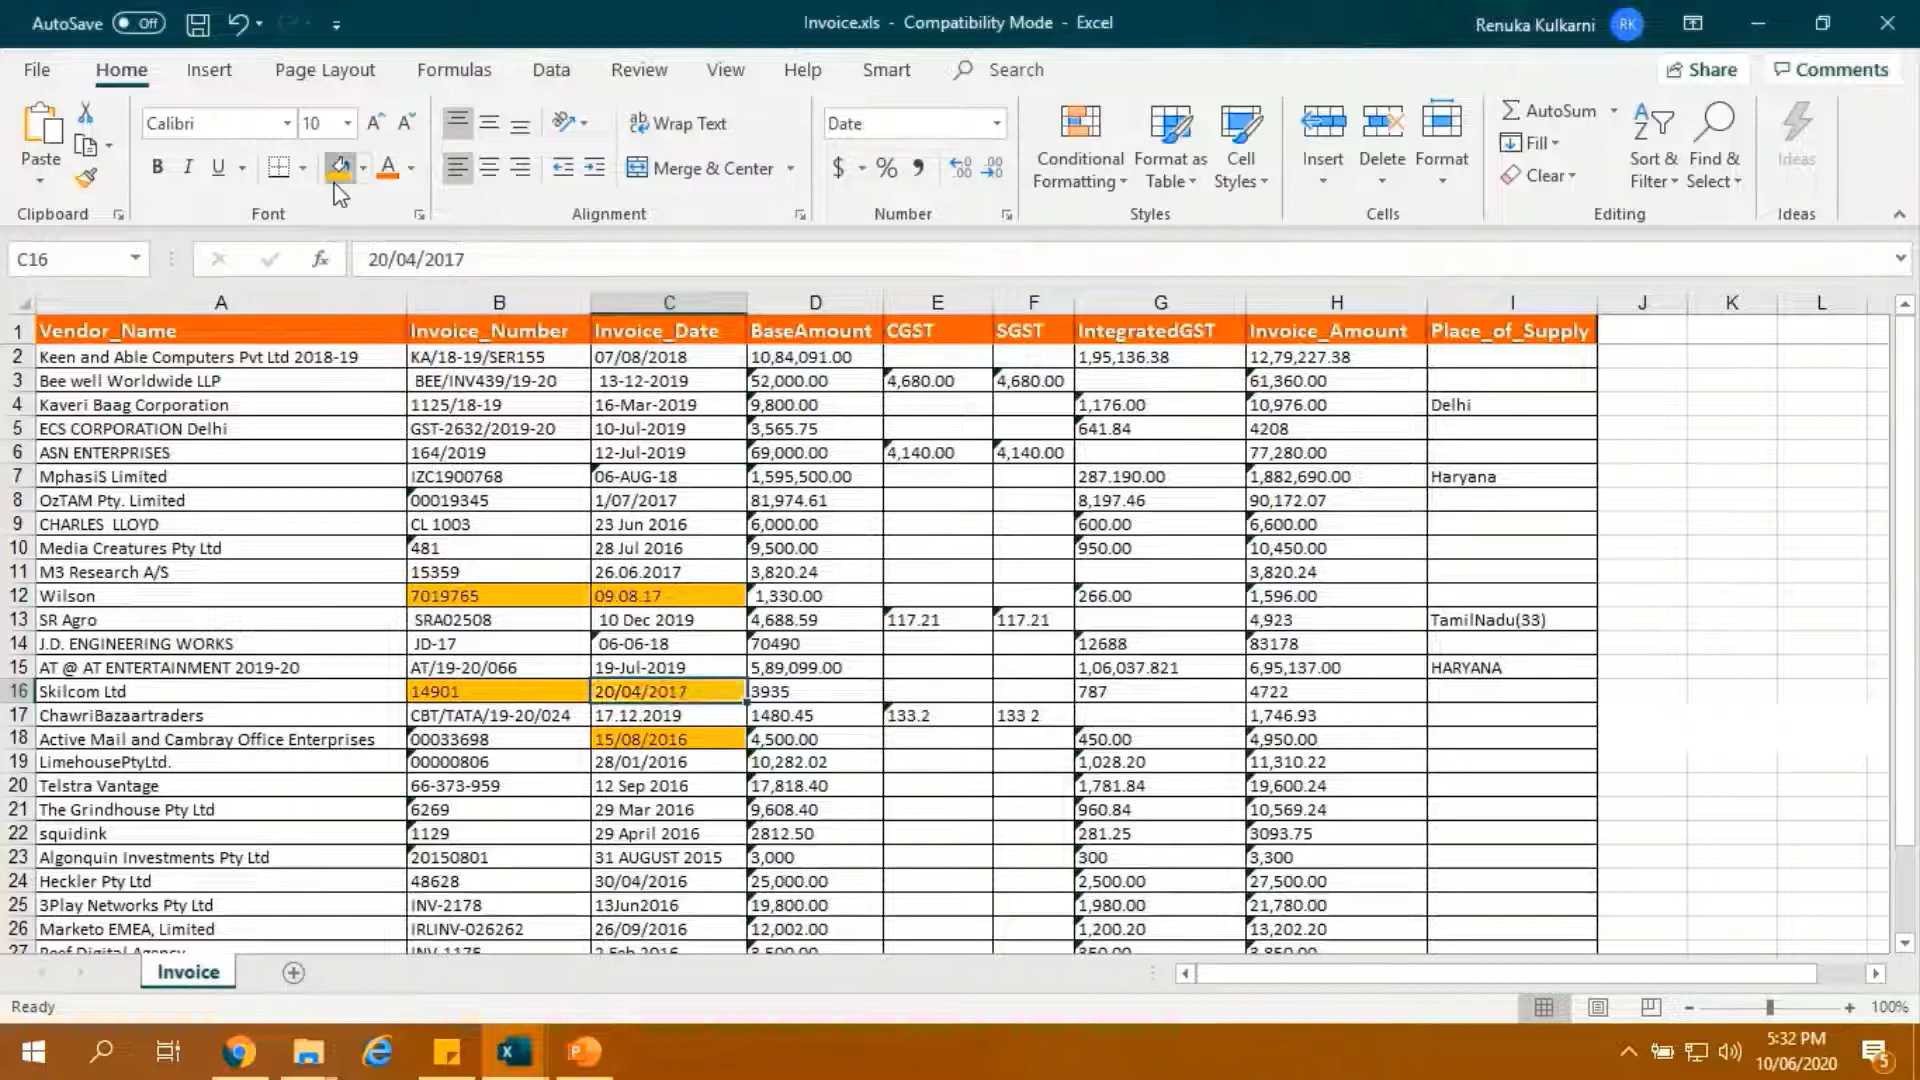 AutoSave Off Invoice.xls - Compatibility Mode - Excel Renuka Kulkarni RK
File Home Insert Page Layout Formulas Data Review View Help Smart Search Share Comments
Paste Calibri 10 A A Wrap Text Date Conditional Formatting Format as Table Cell Styles Insert Delete Format AutoSum Fill Clear Sort & Filter Find & Select Ideas
B I U A Merge & Center $ % ,
Clipboard Font Alignment Number Styles Cells Editing Ideas
C16 fx 20/04/2017
A B C D E F G H I J K L
1 Vendor_Name Invoice_Number Invoice_Date BaseAmount CGST SGST IntegratedGST Invoice_Amount Place_of_Supply
2 Keen and Able Computers Pvt Ltd 2018-19 KA/18-19/SER155 07/08/2018 10,84,091.00 1,95,136.38 12,79,227.38
3 Bee well Worldwide LLP BEE/INV439/19-20 13-12-2019 52,000.00 4,680.00 4,680.00 61,360.00
4 Kaveri Baag Corporation 1125/18-19 16-Mar-2019 9,800.00 1,176.00 10,976.00 Delhi
5 ECS CORPORATION Delhi GST-2632/2019-20 10-Jul-2019 3,565.75 641.84 4208
6 ASN ENTERPRISES 164/2019 12-Jul-2019 69,000.00 4,140.00 4,140.00 77,280.00
7 MphasiS Limited IZC1900768 06-AUG-18 1,595,500.00 287.190.00 1,882,690.00 Haryana
8 OzTAM Pty. Limited 00019345 1/07/2017 81,974.61 8,197.46 90,172.07
9 CHARLES LLOYD CL 1003 23 Jun 2016 6,000.00 600.00 6,600.00
10 Media Creatures Pty Ltd 481 28 Jul 2016 9,500.00 950.00 10,450.00
11 M3 Research A/S 15359 26.06.2017 3,820.24 3,820.24
12 Wilson 7019765 09.08.17 1,330.00 266.00 1,596.00
13 SR Agro SRA02508 10 Dec 2019 4,688.59 117.21 117.21 4,923 TamilNadu(33)
14 J.D. ENGINEERING WORKS JD-17 06-06-18 70490 12688 83178
15 AT @ AT ENTERTAINMENT 2019-20 AT/19-20/066 19-Jul-2019 5,89,099.00 1,06,037.821 6,95,137.00 HARYANA
16 Skilcom Ltd 14901 20/04/2017 3935 787 4722
17 ChawriBazaartraders CBT/TATA/19-20/024 17.12.2019 1480.45 133.2 133 2 1,746.93
18 Active Mail and Cambray Office Enterprises 00033698 15/08/2016 4,500.00 450.00 4,950.00
19 LimehousePtyLtd. 00000806 28/01/2016 10,282.02 1,028.20 11,310.22
20 Telstra Vantage 66-373-959 12 Sep 2016 17,818.40 1,781.84 19,600.24
21 The Grindhouse Pty Ltd 6269 29 Mar 2016 9,608.40 960.84 10,569.24
22 squidink 1129 29 April 2016 2812.50 281.25 3093.75
23 Algonquin Investments Pty Ltd 20150801 31 AUGUST 2015 3,000 300 3,300
24 Heckler Pty Ltd 48628 30/04/2016 25,000.00 2,500.00 27,500.00
25 3Play Networks Pty Ltd INV-2178 13Jun2016 19,800.00 1,980.00 21,780.00
26 Marketo EMEA, Limited IRLINV-026262 26/09/2016 12,002.00 1,200.20 13,202.20
27 Reef Digital Agency INV-1175 2 Feb 2016 3,500.00 350.00 3,850.00
Invoice
Ready 100%
5:32 PM
10/06/2020
5